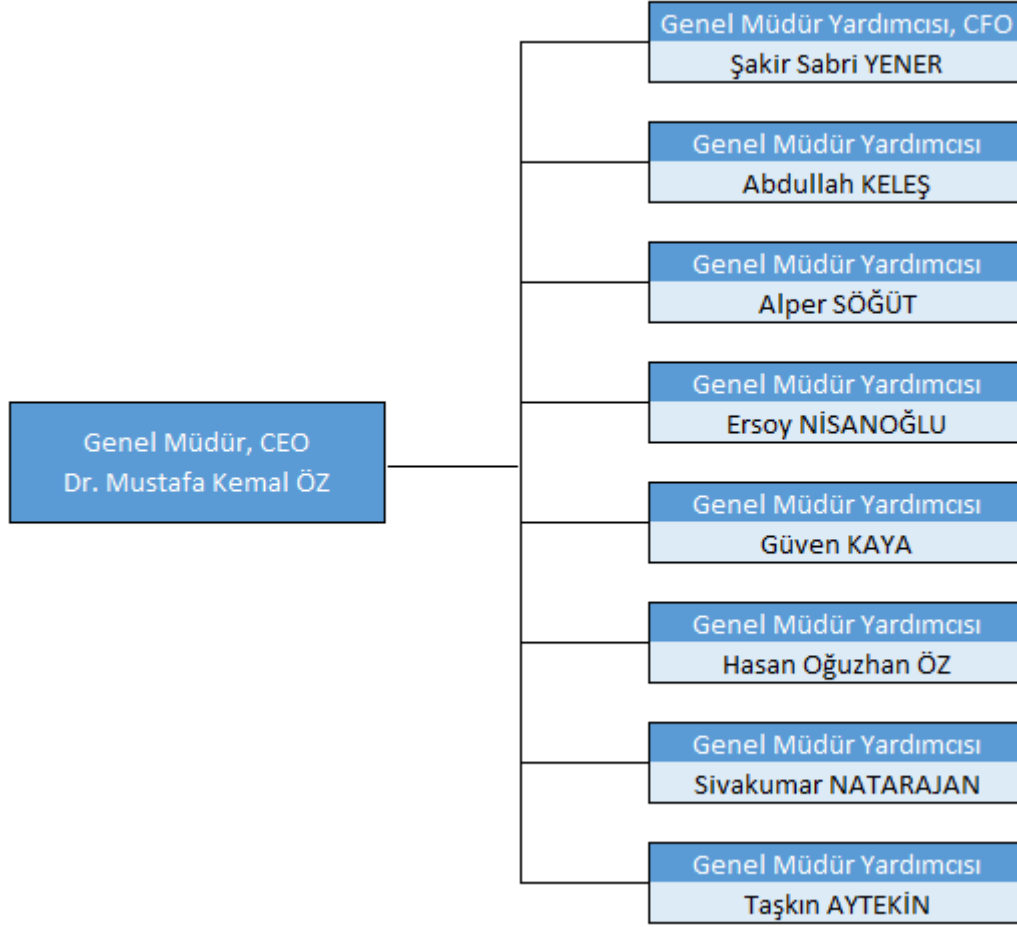 Genel Müdür Yardımcısı, CFO
Şakir Sabri YENER
Genel Müdür Yardımcısı
Abdullah KELEŞ
Genel Müdür Yardımcısı
Alper SÖĞÜT
Genel Müdür Yardımcısı
Ersoy NİSANOĞLU
Genel Müdür, CEO
Dr. Mustafa Kemal ÖZ
Genel Müdür Yardımcısı
Güven KAYA
Genel Müdür Yardımcısı
Hasan Oğuzhan ÖZ
Genel Müdür Yardımcısı
Sivakumar NATARAJAN
Genel Müdür Yardımcısı
Taşkın AYTEKİN